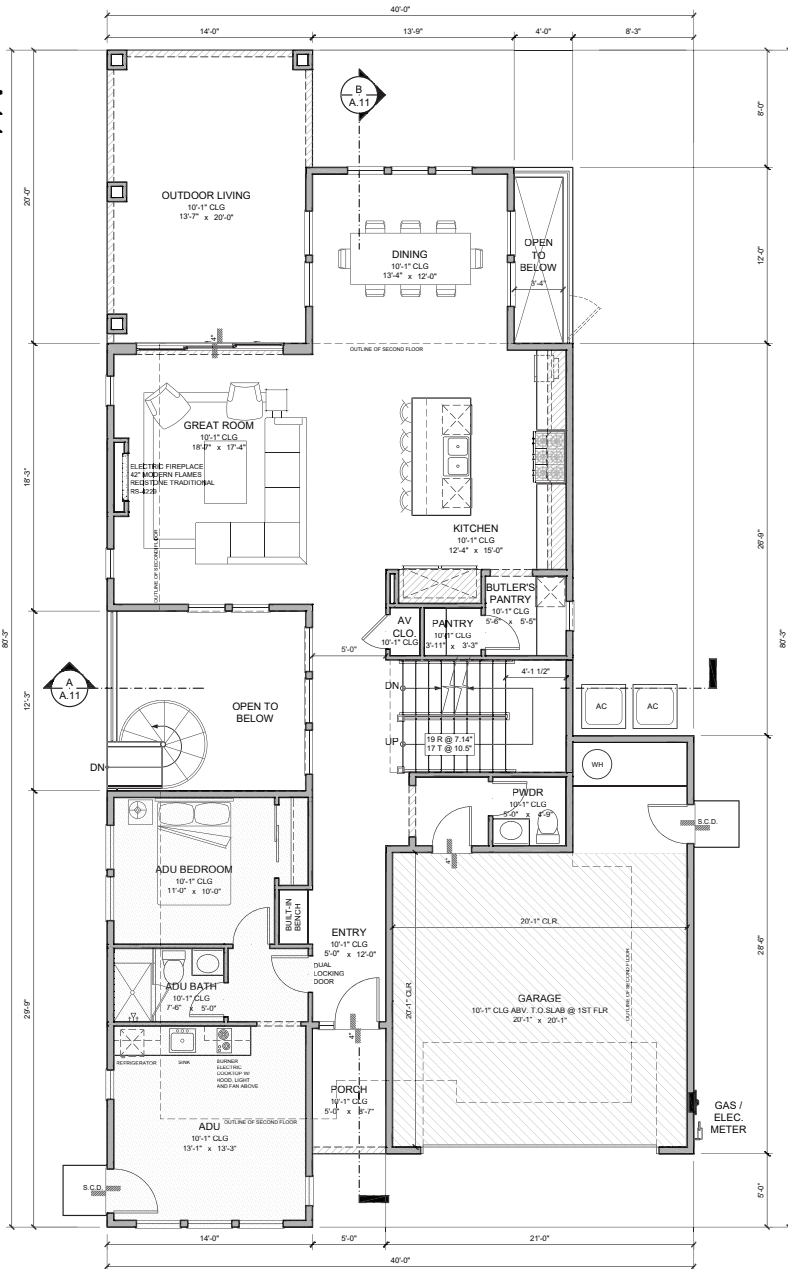 40'-0"
14'-0"
13'-9"
4'-0"
8'-3"
B
A.11
8'-0"
20'-0"
OUTDOOR LIVING
10'-1" CLG
13'-7" x 20'-0"
DINING
10'-1" CLG
13'-4" x 12'-0"
OPEN
TO
BELOW
3'-4"
12'-0"
4"
OUTLINE OF SECOND FLOOR
GREAT ROOM
10'-1" CLG
18'-7" x 17'-4"
ELECTRIC FIREPLACE
42" MODERN FLAMES
REDSTONE TRADITIONAL
RS-4229
18'-3"
OUTLINE OF SECOND FLOOR
KITCHEN
10'-1" CLG
12'-4" x 15'-0"
26'-9"
BUTLER'S
PANTRY
10'-1" CLG
5'-6" x 5'-5"
AV
CLO.
10'-1" CLG
PANTRY
10'-1" CLG
3'-11" x 3'-3"
80'-3"
80'-3"
5'-0"
4'-1 1/2"
DN
UP
19 R @ 7.14"
17 T @ 10.5"
A
A.11
12'-3"
OPEN TO
BELOW
DN
AC
AC
WH
S.C.D.
PWDR
10'-1" CLG
5'-0" x 4'-9"
4"
ADU BEDROOM
10'-1" CLG
11'-0" x 10'-0"
BUILT-IN
BENCH
ENTRY
10'-1" CLG
5'-0" x 12'-0"
DUAL
LOCKING
DOOR
20'-1" CLR.
20'-1" CLR.
OUTLINE OF SECOND FLOOR
28'-6"
GARAGE
10'-1" CLG ABV. T.O.SLAB @ 1ST FLR
20'-1" x 20'-1"
ADU BATH
10'-1" CLG
7'-6" x 5'-0"
29'-9"
4"
REFRIGERATOR
SINK
BURNER
ELECTRIC
COOKTOP W/
HOOD, LIGHT
AND FAN ABOVE
PORCH
10'-1" CLG
5'-0" x 8'-7"
OUTLINE OF SECOND FLOOR
ADU
10'-1" CLG
13'-1" x 13'-3"
GAS /
ELEC.
METER
S.C.D.
5'-0"
14'-0"
5'-0"
21'-0"
40'-0"